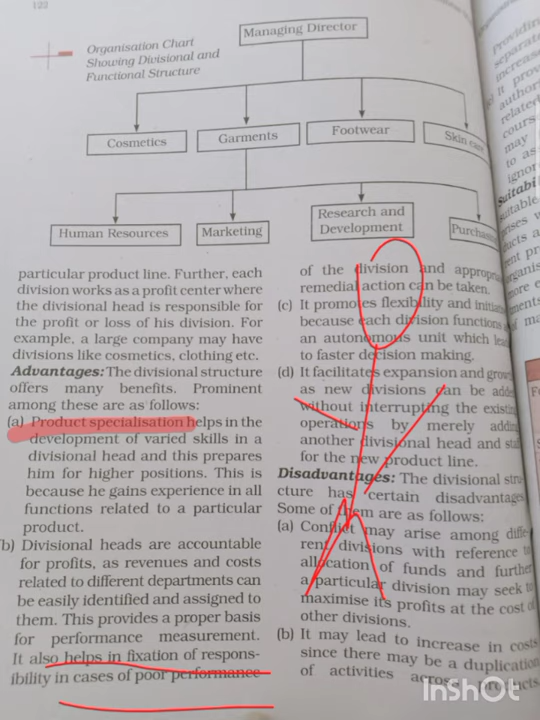 122
Organisation Chart
Showing Divisional and
Functional Structure
Managing Director
Cosmetics
Garments
Footwear
Skin care
Human Resources
Marketing
Research and
Development
particular product line. Further, each
division works as a profit center where
the divisional head is responsible for
the profit or loss of his division. For
example, a large company may have
divisions like cosmetics, clothing etc.
Advantages: The divisional structure
offers many benefits. Prominent
among these are as follows:
(a) Product specialisation helps in the
development of varied skills in a
divisional head and this prepares
him for higher positions. This is
because he gains experience in all
functions related to a particular
product.
b) Divisional heads are accountable
for profits, as revenues and costs
related to different departments can
be easily identified and assigned to
them. This provides a proper basis
for performance measurement.
It also helps in fixation of respons-
ibility in cases of poor performance
of the division and
remedial action can be taken.
(c) It promotes flexibility and
because each division functions
an autonomous unit which
to faster decision making.
(d) It facilitates expansion and
as new divisions can be
without interrupting the
operations by merely
another divisional head and
for the new product line.
Disadvantages: The divisional
cture has certain disadvantages
Some of them are as follows:
(a) Conflict may arise among
rent divisions with reference
allocation of funds and further
a particular division may seek
maximise its profits at the cost of
other divisions.
(b) It may lead to increase in costs
since there may be a duplication
of activities across products
InShOt